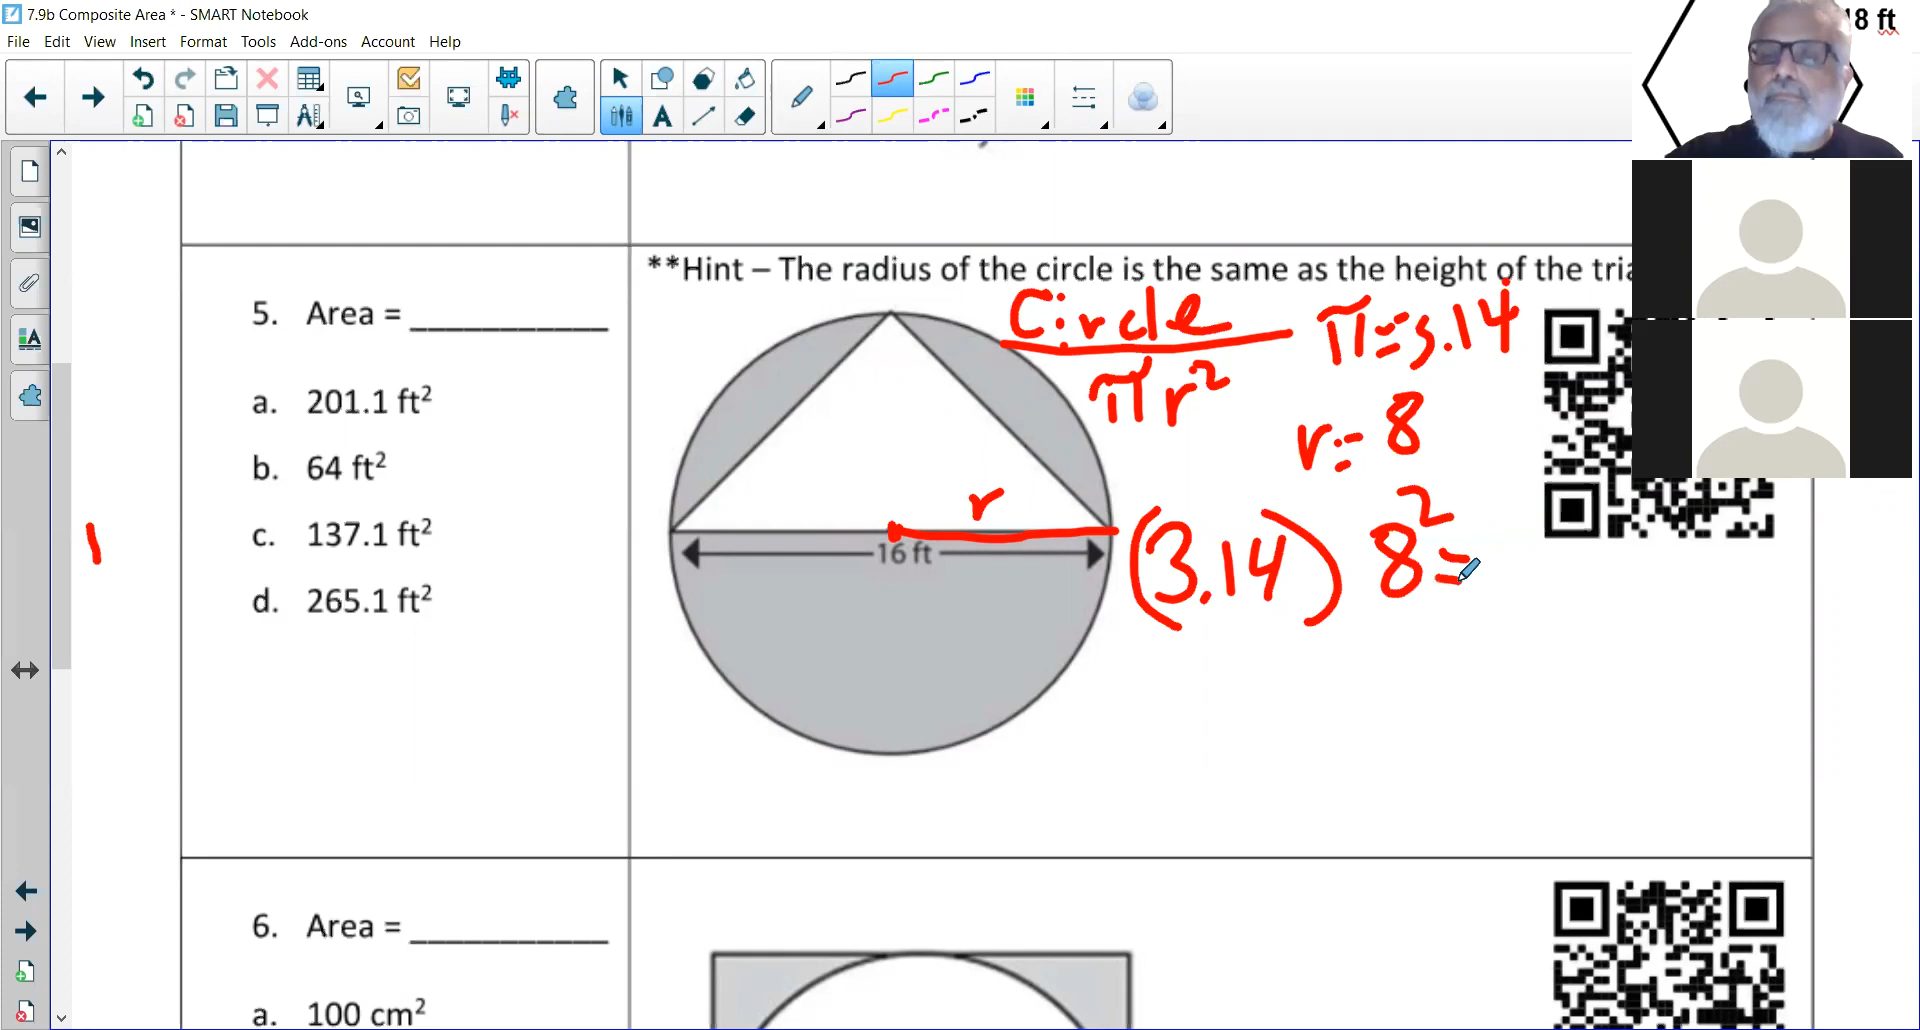 7.9b Composite Area * - SMART Notebook
File Edit View Insert Format Tools Add-ons Account Help
8 ft
**Hint – The radius of the circle is the same as the height of the tria
5. Area = ___________
a. 201.1 ft²
b. 64 ft²
c. 137.1 ft²
d. 265.1 ft²
Circle
πr²
π=3.14
r=8
r
16 ft
(3.14) 8²=
1
6. Area = ___________
a. 100 cm²